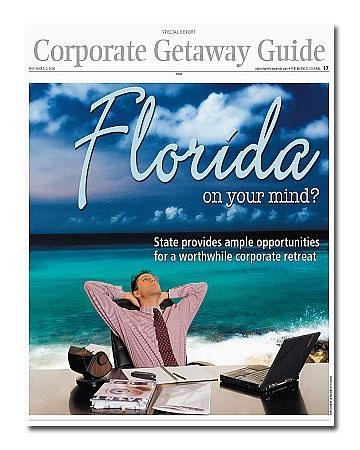 SPECIAL REPORT
Corporate Getaway Guide
17
Florida
on your mind?
State provides ample opportunities
for a worthwhile corporate retreat